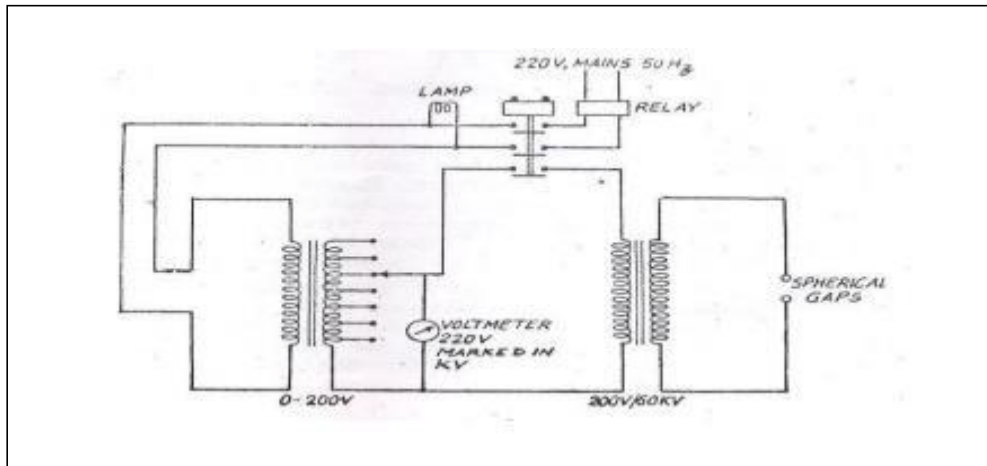 220V, MAINS 50 Hz
LAMP
RELAY
SPHERICAL
GAPS
VOLTMETER
220V
MARKED IN
KV
0-200V
200V/60KV